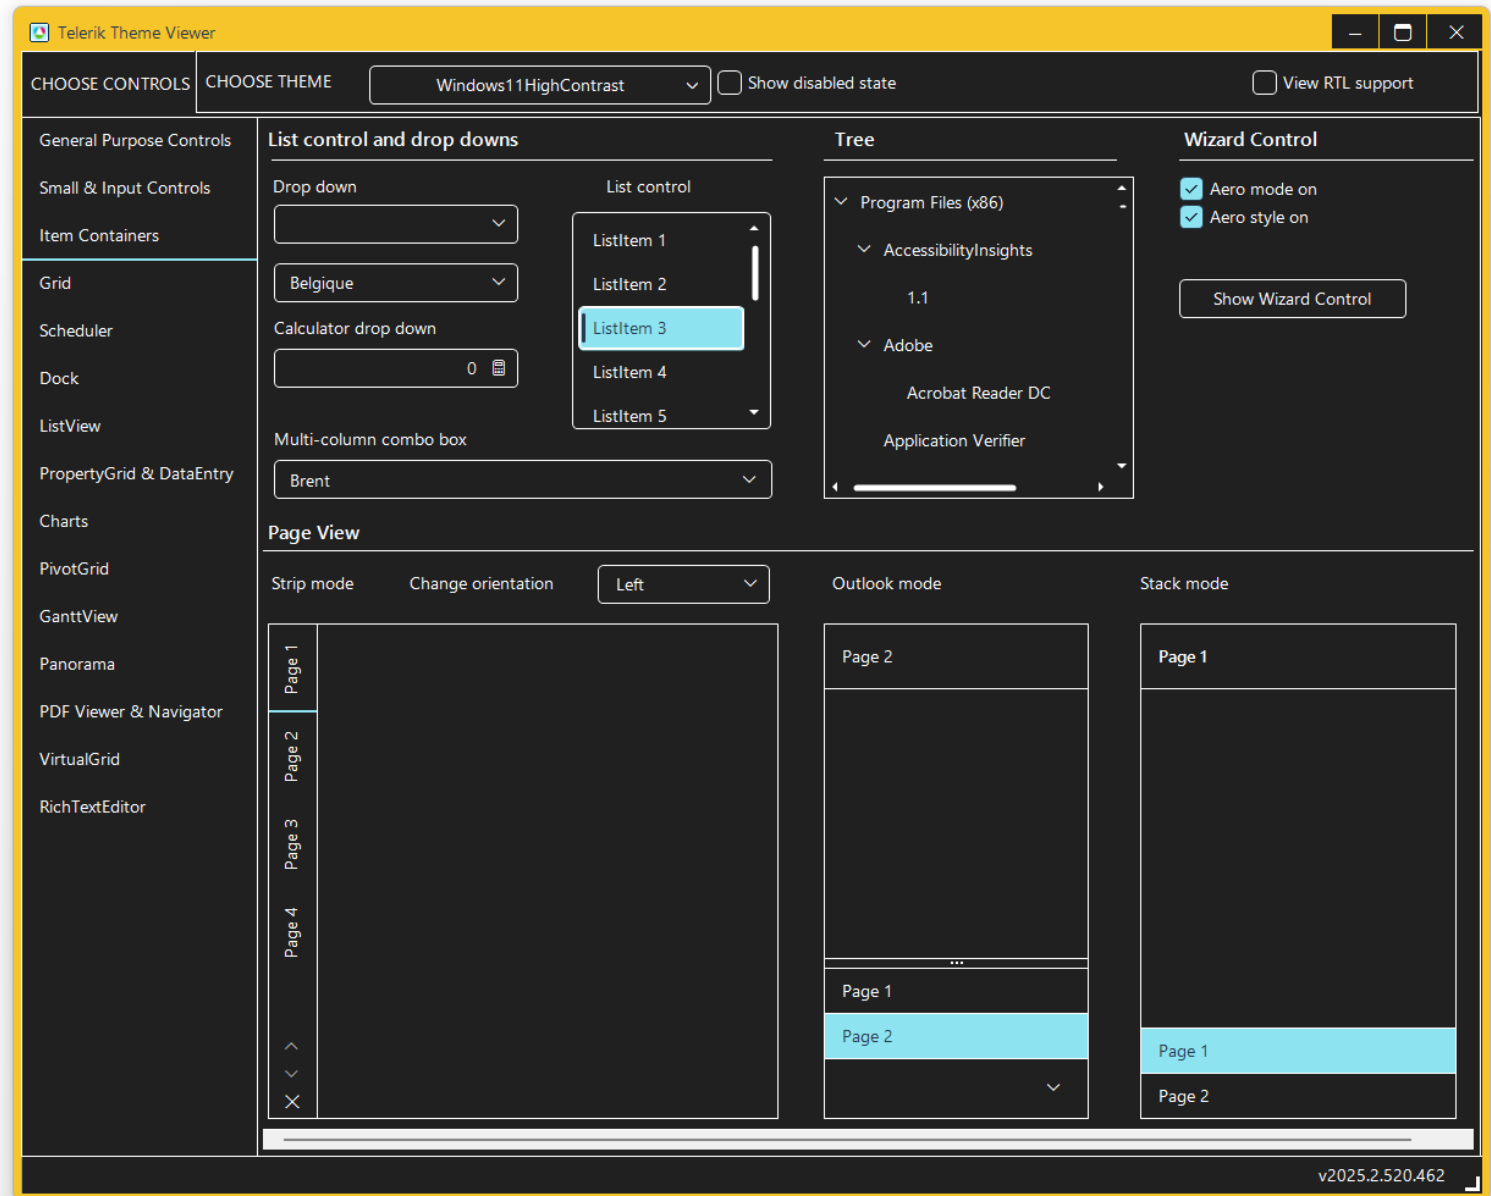 Telerik Theme Viewer
CHOOSE CONTROLS
CHOOSE THEME
Windows11HighContrast
Show disabled state
View RTL support
General Purpose Controls
Small & Input Controls
Item Containers
Grid
Scheduler
Dock
ListView
PropertyGrid & DataEntry
Charts
PivotGrid
GanttView
Panorama
PDF Viewer & Navigator
VirtualGrid
RichTextEditor
List control and drop downs
Drop down
Belgique
Calculator drop down
0
Multi-column combo box
Brent
List control
ListItem 1
ListItem 2
ListItem 3
ListItem 4
ListItem 5
Tree
Program Files (x86)
AccessibilityInsights
1.1
Adobe
Acrobat Reader DC
Application Verifier
Wizard Control
Aero mode on
Aero style on
Show Wizard Control
Page View
Strip mode
Change orientation
Left
Page 1
Page 2
Page 3
Page 4
Outlook mode
Page 2
Page 1
Page 2
Stack mode
Page 1
Page 1
Page 2
v2025.2.520.462